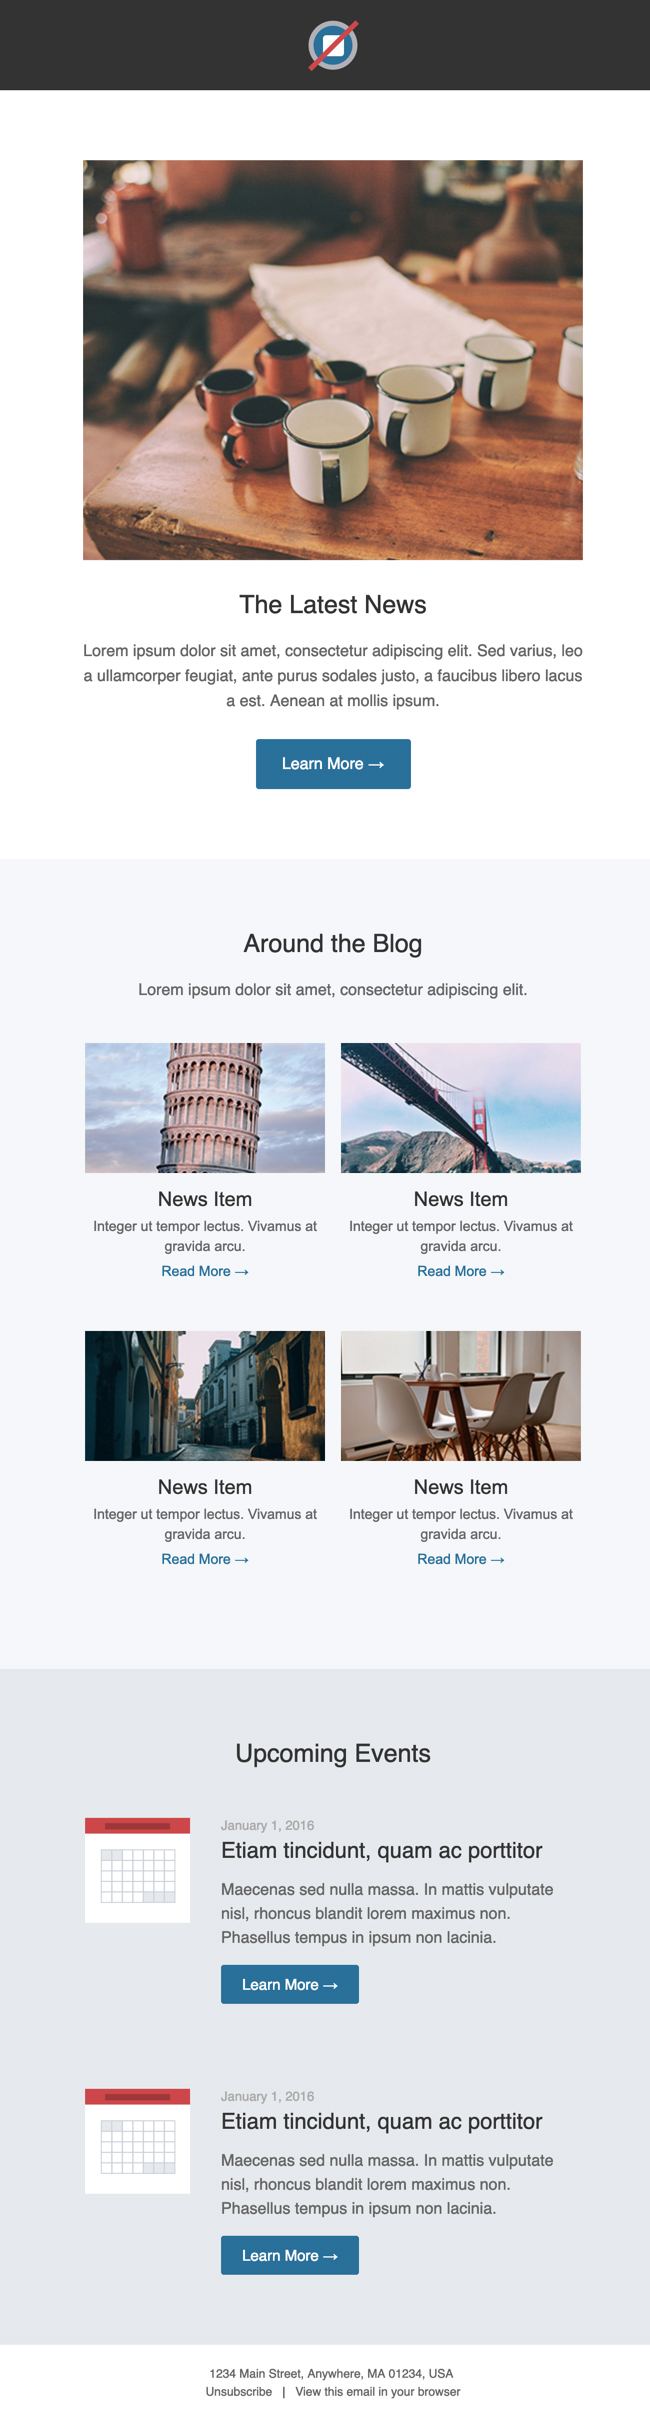 The Latest News
Lorem ipsum dolor sit amet, consectetur adipiscing elit. Sed varius, leo
a ullamcorper feugiat, ante purus sodales justo, a faucibus libero lacus
a est. Aenean at mollis ipsum.
Learn More →
Around the Blog
Lorem ipsum dolor sit amet, consectetur adipiscing elit.
News Item
Integer ut tempor lectus. Vivamus at
gravida arcu.
Read More →
News Item
Integer ut tempor lectus. Vivamus at
gravida arcu.
Read More →
News Item
Integer ut tempor lectus. Vivamus at
gravida arcu.
Read More →
News Item
Integer ut tempor lectus. Vivamus at
gravida arcu.
Read More →
Upcoming Events
January 1, 2016
Etiam tincidunt, quam ac porttitor
Maecenas sed nulla massa. In mattis vulputate
nisl, rhoncus blandit lorem maximus non.
Phasellus tempus in ipsum non lacinia.
Learn More →
January 1, 2016
Etiam tincidunt, quam ac porttitor
Maecenas sed nulla massa. In mattis vulputate
nisl, rhoncus blandit lorem maximus non.
Phasellus tempus in ipsum non lacinia.
Learn More →
1234 Main Street, Anywhere, MA 01234, USA
Unsubscribe | View this email in your browser